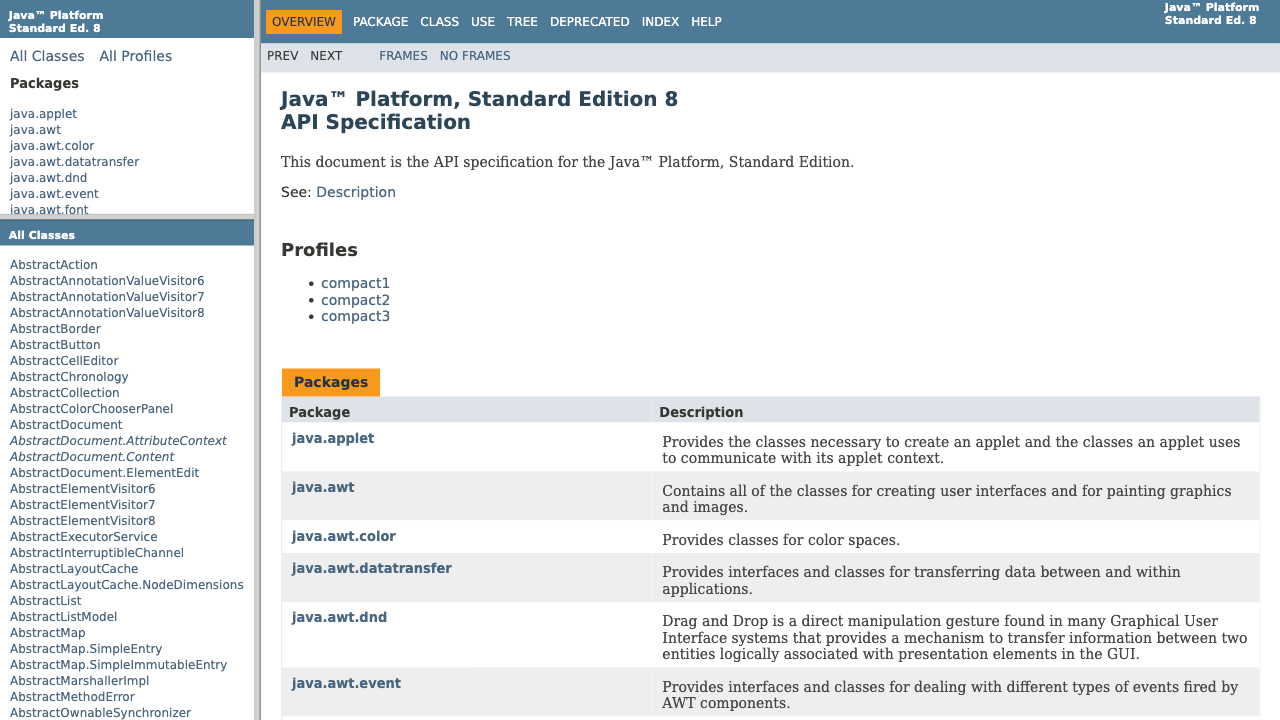 Java™ Platform
Standard Ed. 8
All Classes All Profiles
Packages
java.applet
java.awt
java.awt.color
java.awt.datatransfer
java.awt.dnd
java.awt.event
java.awt.font
All Classes
AbstractAction
AbstractAnnotationValueVisitor6
AbstractAnnotationValueVisitor7
AbstractAnnotationValueVisitor8
AbstractBorder
AbstractButton
AbstractCellEditor
AbstractChronology
AbstractCollection
AbstractColorChooserPanel
AbstractDocument
AbstractDocument.AttributeContext
AbstractDocument.Content
AbstractDocument.ElementEdit
AbstractElementVisitor6
AbstractElementVisitor7
AbstractElementVisitor8
AbstractExecutorService
AbstractInterruptibleChannel
AbstractLayoutCache
AbstractLayoutCache.NodeDimensions
AbstractList
AbstractListModel
AbstractMap
AbstractMap.SimpleEntry
AbstractMap.SimpleImmutableEntry
AbstractMarshallerImpl
AbstractMethodError
AbstractOwnableSynchronizer
OVERVIEW PACKAGE CLASS USE TREE DEPRECATED INDEX HELP
Java™ Platform
Standard Ed. 8
PREV NEXT FRAMES NO FRAMES
Java™ Platform, Standard Edition 8
API Specification
This document is the API specification for the Java™ Platform, Standard Edition.
See: Description
Profiles
• compact1
• compact2
• compact3
Packages
Package Description
java.applet Provides the classes necessary to create an applet and the classes an applet uses
to communicate with its applet context.
java.awt Contains all of the classes for creating user interfaces and for painting graphics
and images.
java.awt.color Provides classes for color spaces.
java.awt.datatransfer Provides interfaces and classes for transferring data between and within
applications.
java.awt.dnd Drag and Drop is a direct manipulation gesture found in many Graphical User
Interface systems that provides a mechanism to transfer information between two
entities logically associated with presentation elements in the GUI.
java.awt.event Provides interfaces and classes for dealing with different types of events fired by
AWT components.